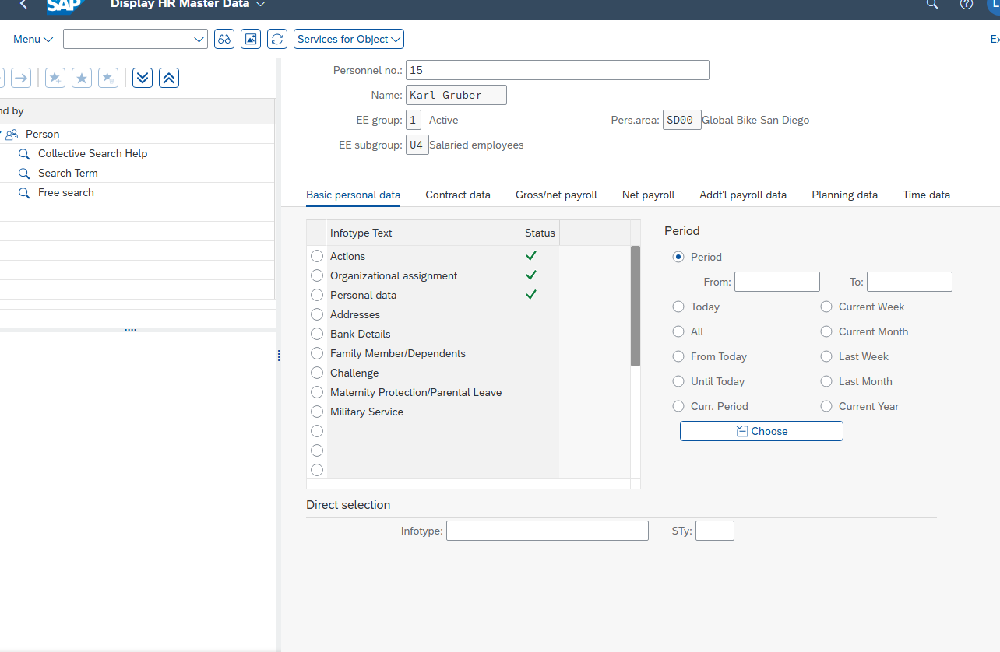 SAP Display HR Master Data
Menu Services for Object
Personnel no.: 15
Name: Karl Gruber
EE group: 1 Active Pers.area: SD00 Global Bike San Diego
EE subgroup: U4 Salaried employees
Person
Collective Search Help
Search Term
Free search
Basic personal data Contract data Gross/net payroll Net payroll Addt'l payroll data Planning data Time data
Infotype Text Status
Actions
Organizational assignment
Personal data
Addresses
Bank Details
Family Member/Dependents
Challenge
Maternity Protection/Parental Leave
Military Service
Period
Period
From: To:
Today Current Week
All Current Month
From Today Last Week
Until Today Last Month
Curr. Period Current Year
Choose
Direct selection
Infotype: STy: